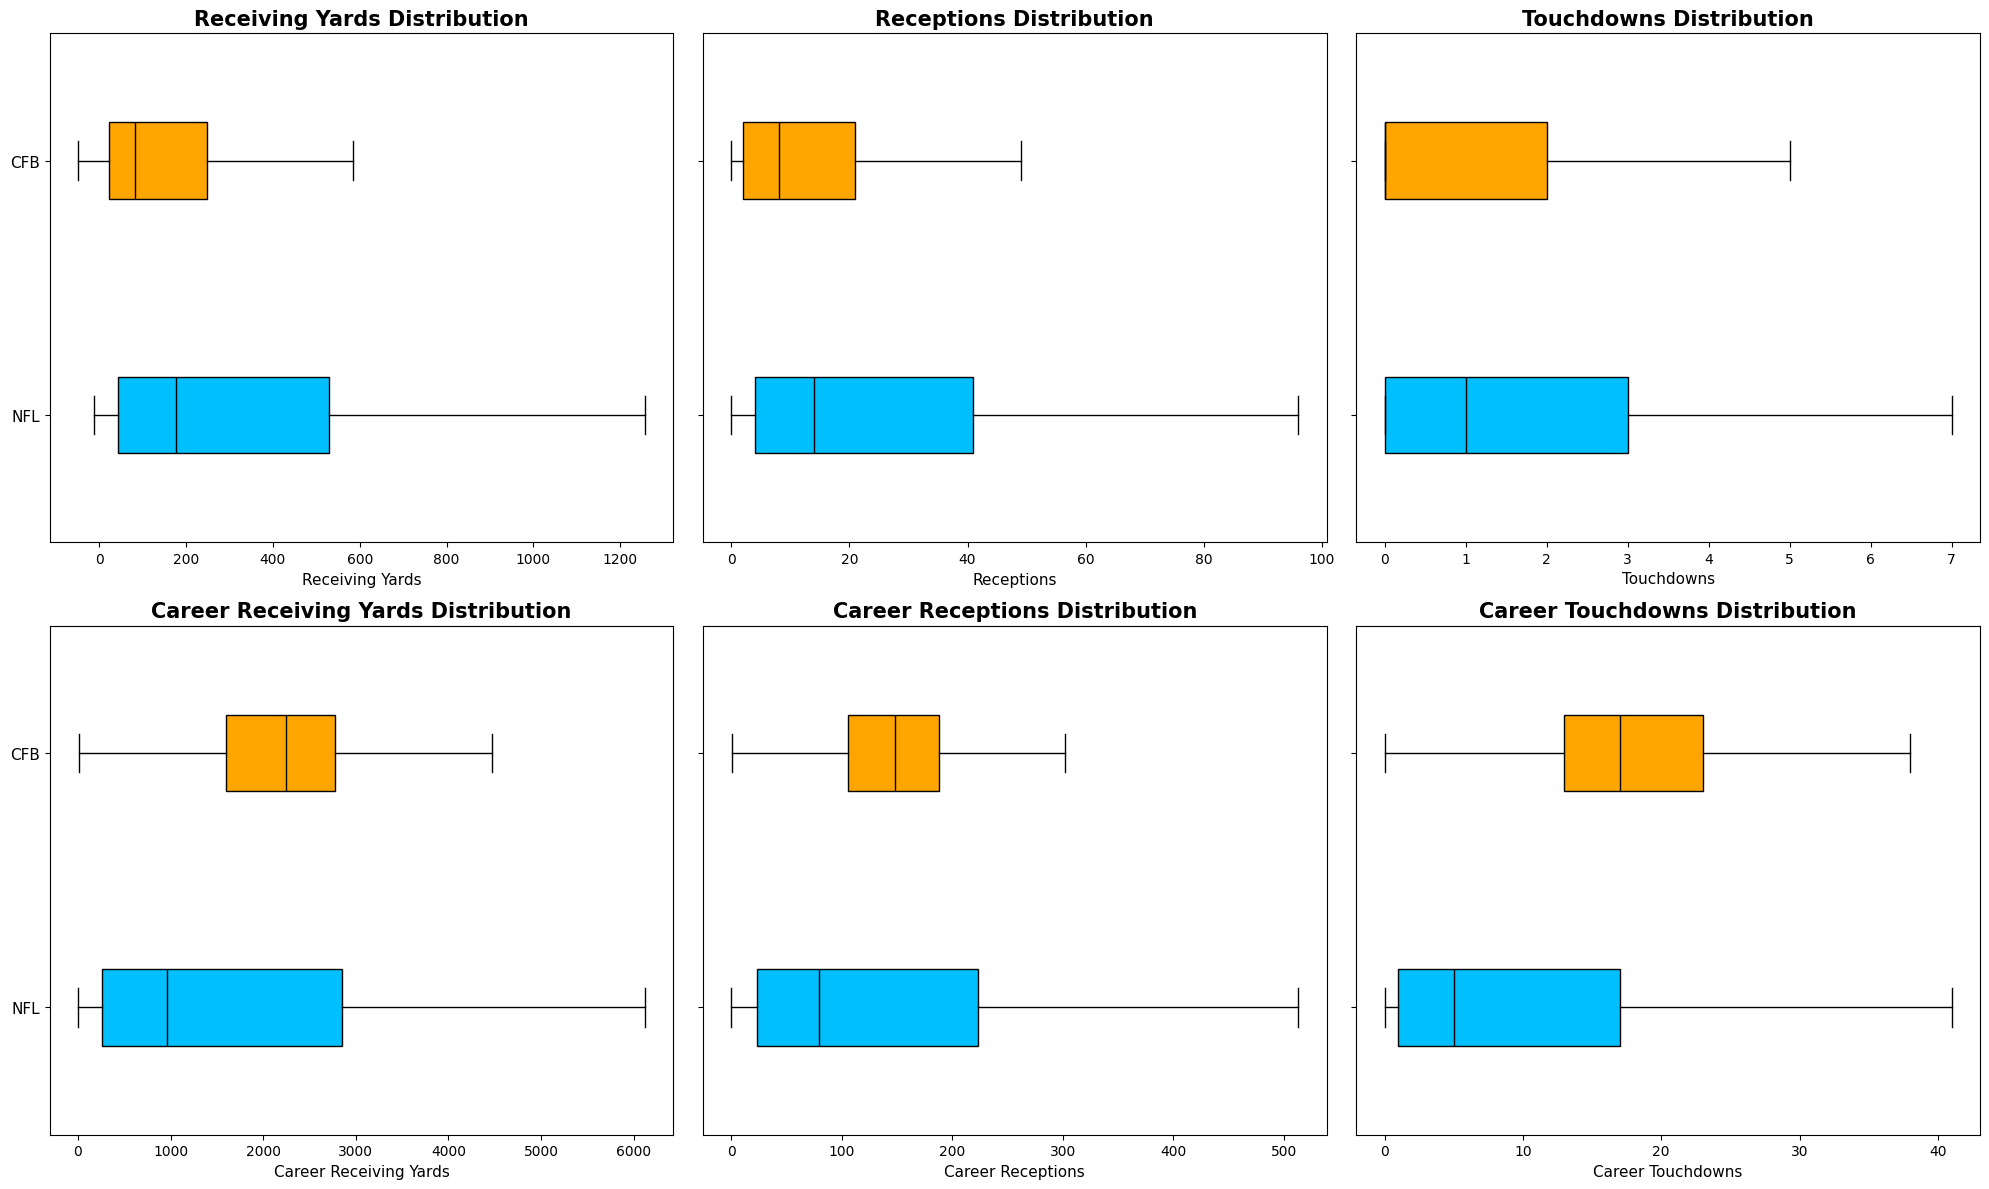 Receiving Yards Distribution
CFB
NFL
0 200 400 600 800 1000 1200
Receiving Yards
Receptions Distribution
0 20 40 60 80 100
Receptions
Touchdowns Distribution
0 1 2 3 4 5 6 7
Touchdowns
Career Receiving Yards Distribution
CFB
NFL
0 1000 2000 3000 4000 5000 6000
Career Receiving Yards
Career Receptions Distribution
0 100 200 300 400 500
Career Receptions
Career Touchdowns Distribution
0 10 20 30 40
Career Touchdowns